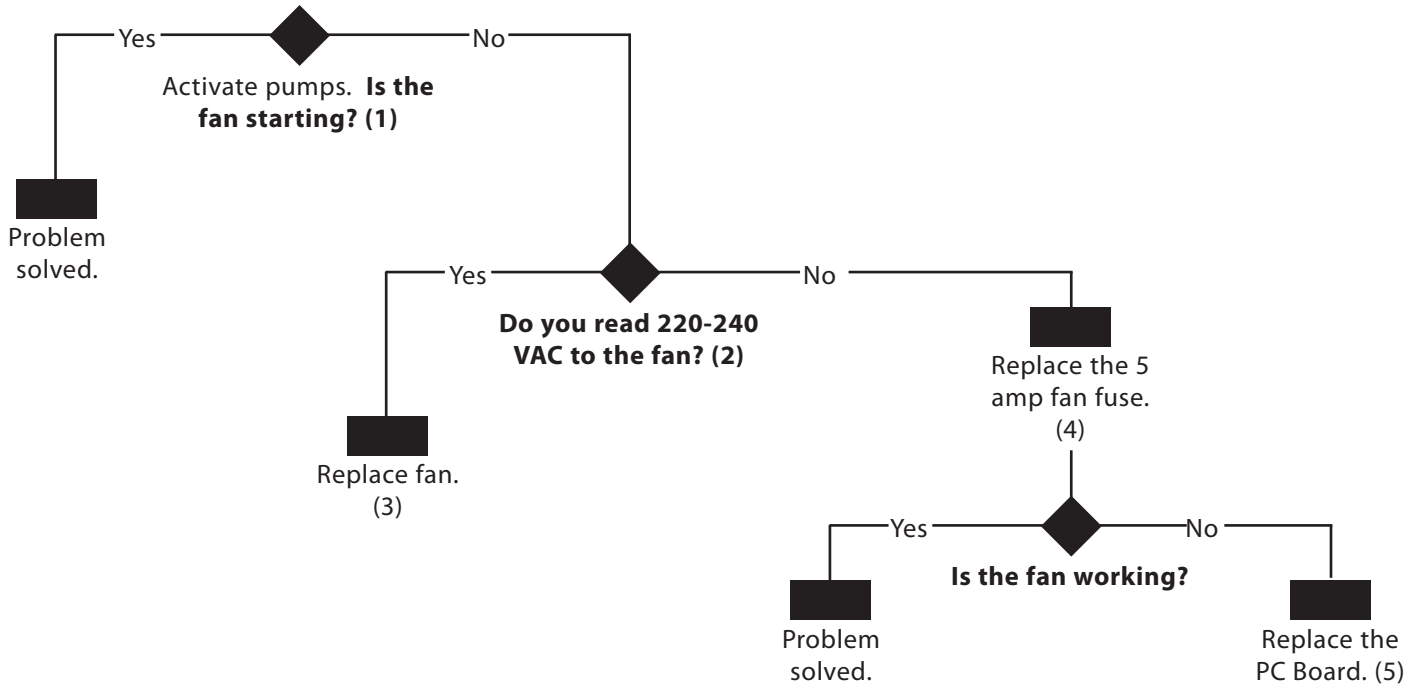 Yes
No
Activate pumps. Is the
fan starting? (1)
Problem
solved.
Yes
No
Do you read 220-240
VAC to the fan? (2)
Replace fan.
(3)
Replace the 5
amp fan fuse.
(4)
Yes
No
Is the fan working?
Problem
solved.
Replace the
PC Board. (5)